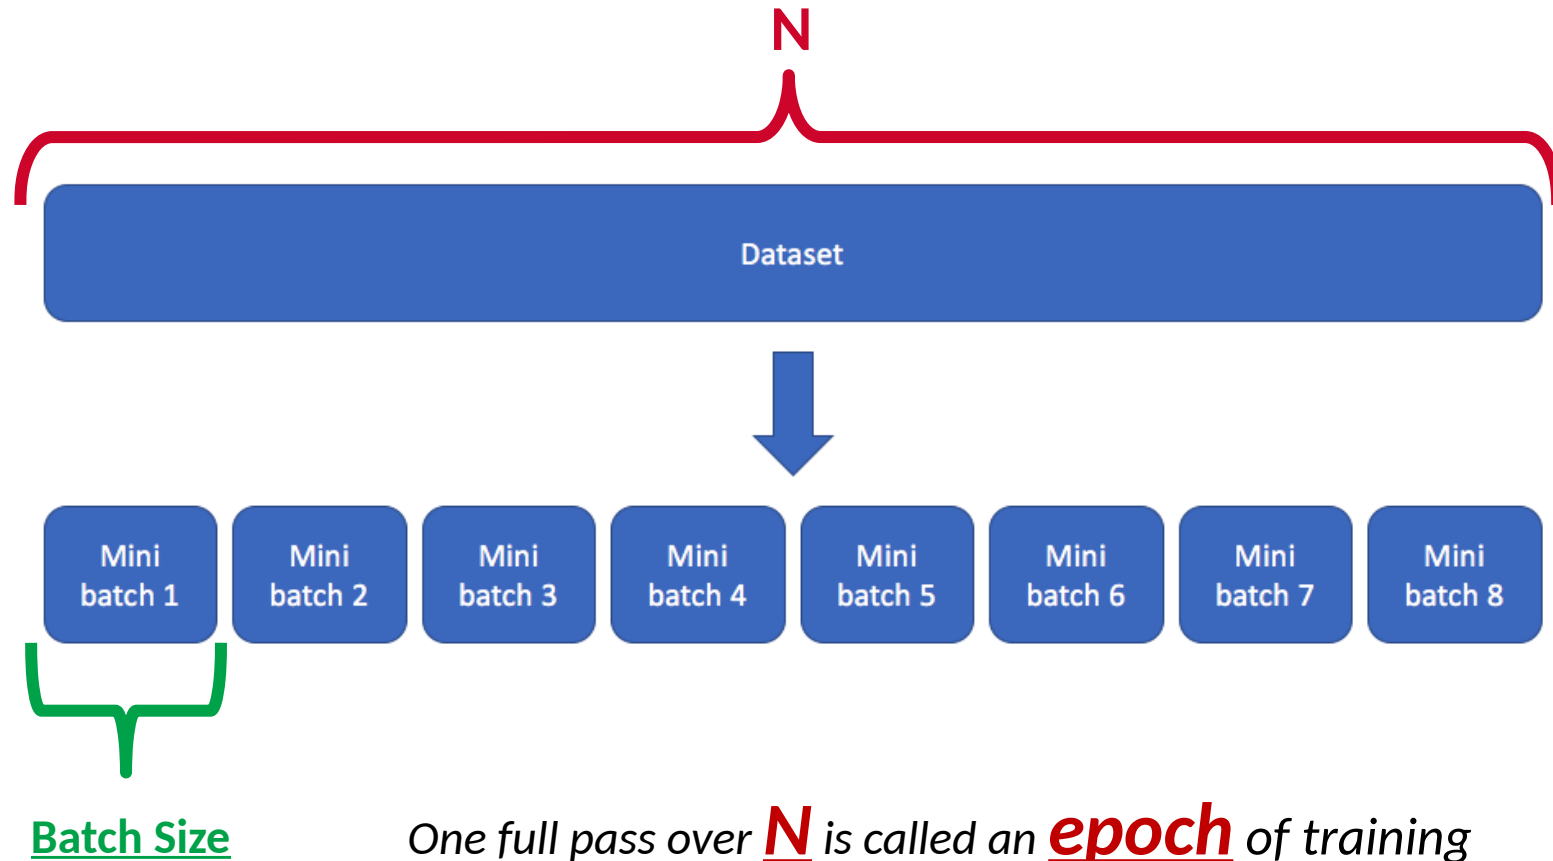 N
Dataset
Mini
batch 1
Mini
batch 2
Mini
batch 3
Mini
batch 4
Mini
batch 5
Mini
batch 6
Mini
batch 7
Mini
batch 8
Batch Size
One full pass over N is called an epoch of training